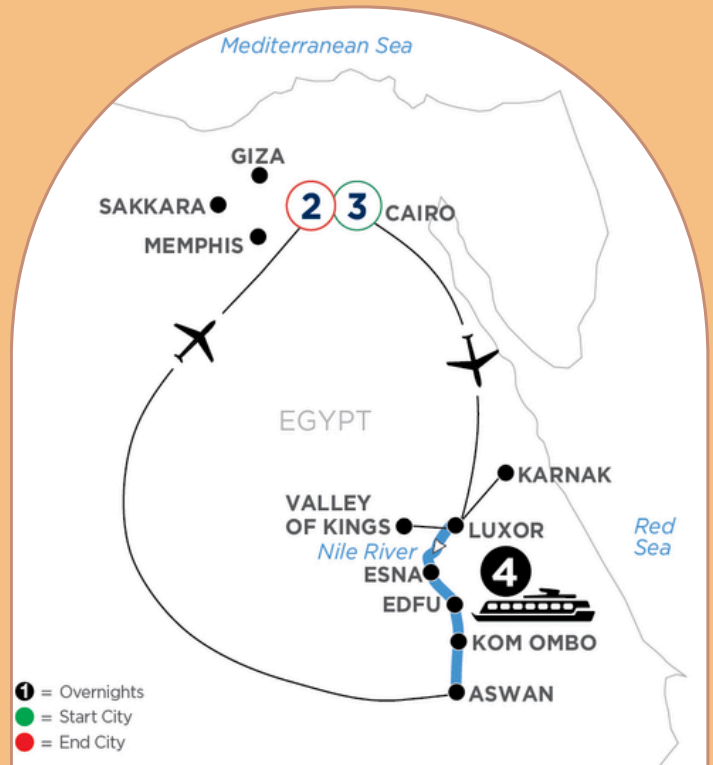 Mediterranean Sea
GIZA
SAKKARA
2 3 CAIRO
MEMPHIS
EGYPT
KARNAK
VALLEY
OF KINGS
LUXOR
Red
Sea
Nile River
ESNA
4
EDFU
KOM OMBO
ASWAN
1 = Overnights
= Start City
= End City